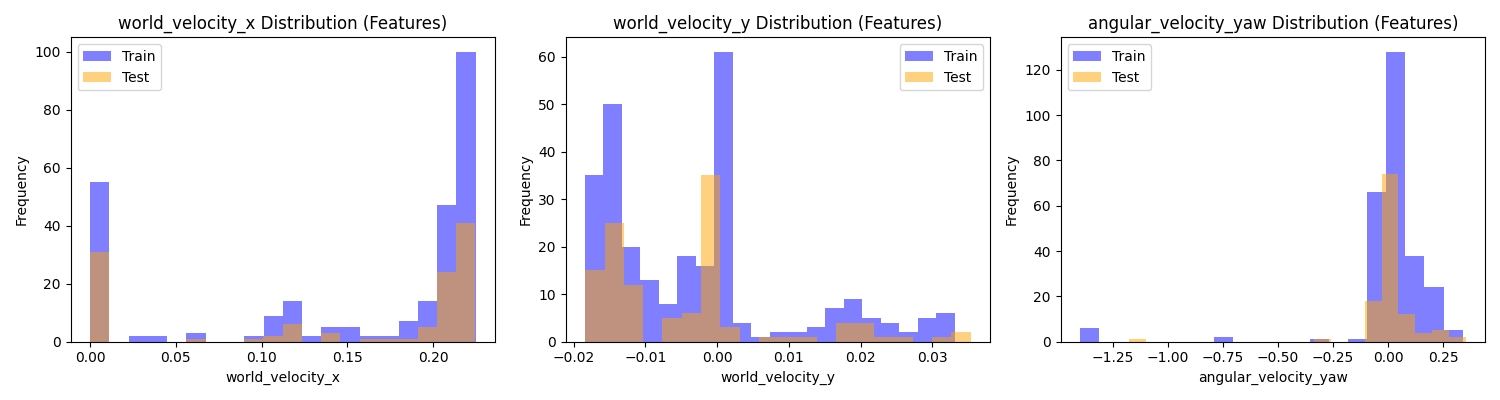 world_velocity_x Distribution (Features)
Train
Test
Frequency
100
80
60
40
20
0
0.00 0.05 0.10 0.15 0.20
world_velocity_x
world_velocity_y Distribution (Features)
Train
Test
Frequency
60
50
40
30
20
10
0
−0.02 −0.01 0.00 0.01 0.02 0.03
world_velocity_y
angular_velocity_yaw Distribution (Features)
Train
Test
Frequency
120
100
80
60
40
20
0
−1.25 −1.00 −0.75 −0.50 −0.25 0.00 0.25
angular_velocity_yaw